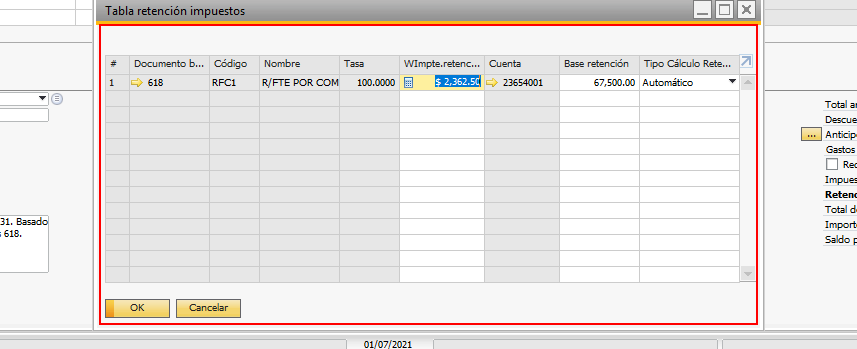 Tabla retención impuestos
# Documento b... Código Nombre Tasa WImpte.retenc... Cuenta Base retención Tipo Cálculo Rete...
1 618 RFC1 R/FTE POR COM 100.0000 $ 2,362.50 23654001 67,500.00 Automático
Total
Descue
... Anticip
Gastos
Impues
31. Basado
Retenc
618.
Total de
Import
Saldo p
OK Cancelar
01/07/2021